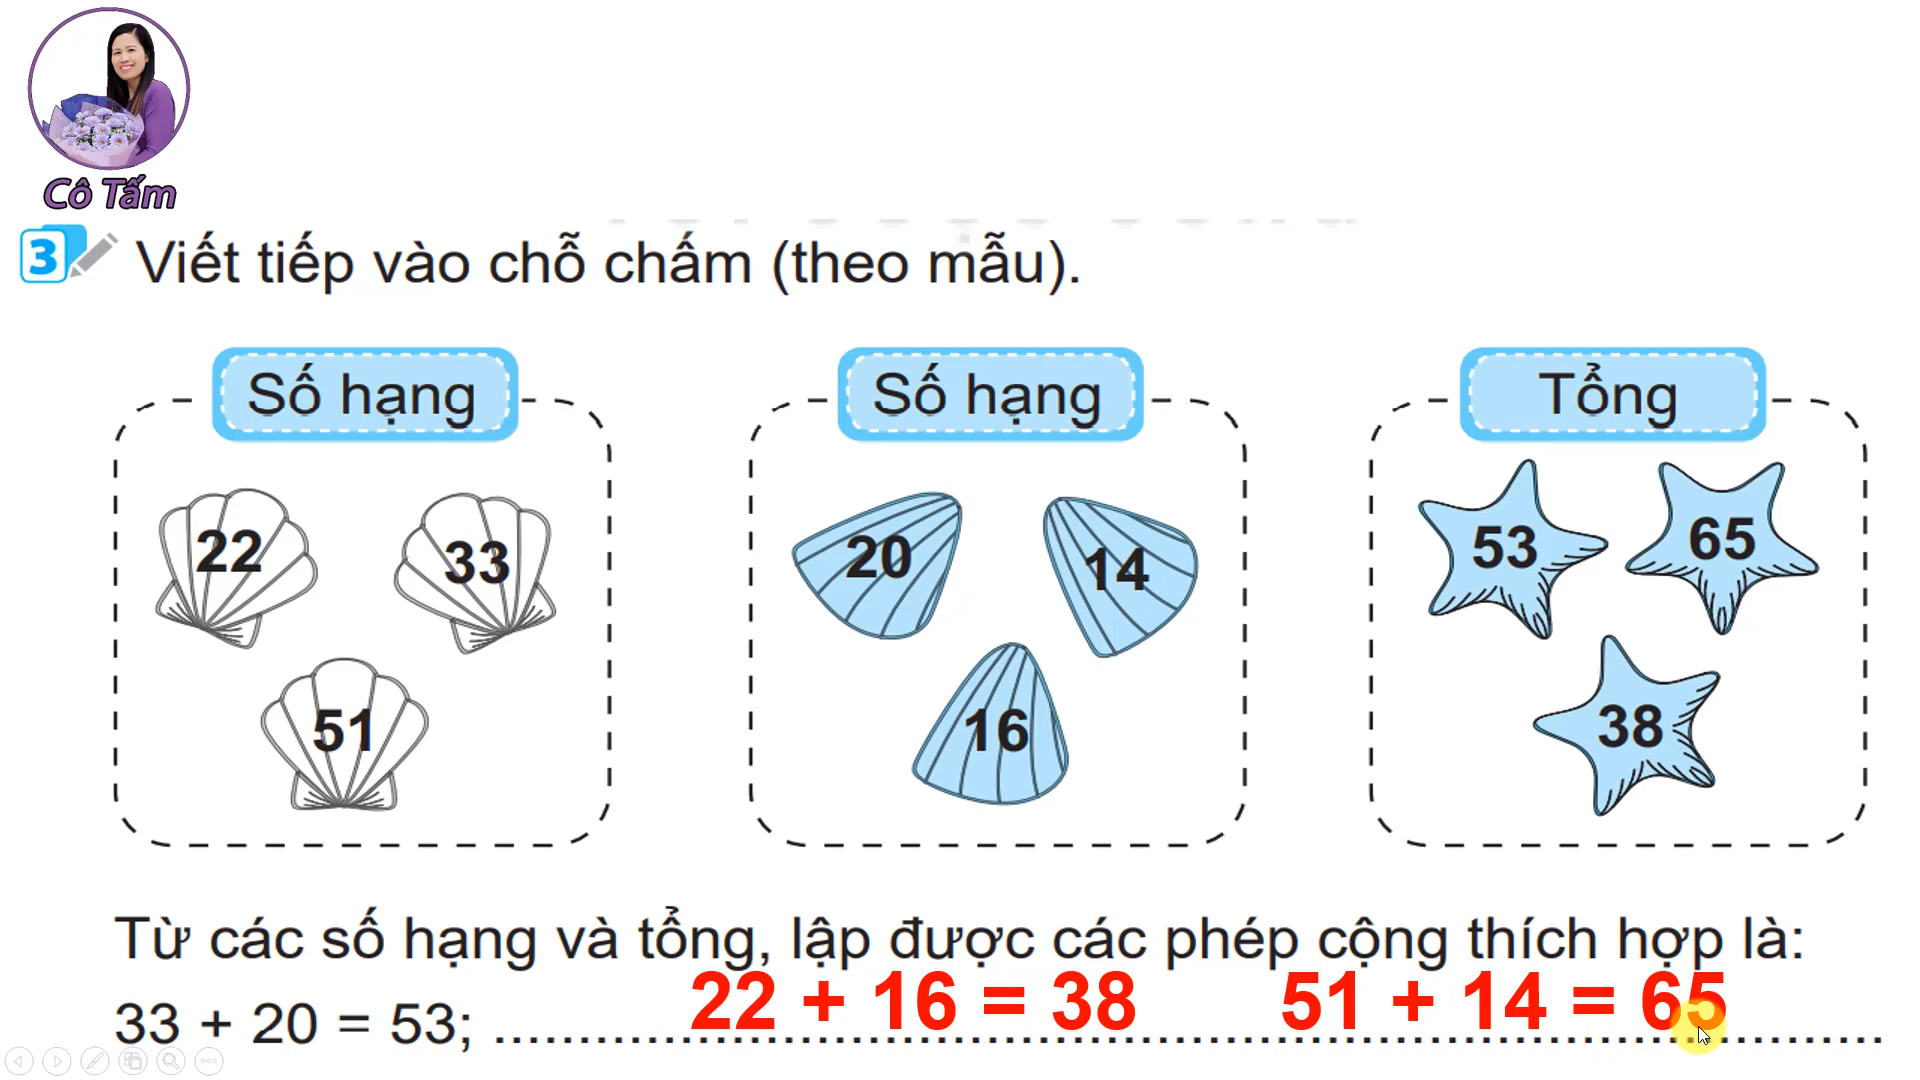 Cô Tấm
3 Viết tiếp vào chỗ chấm (theo mẫu).
Số hạng Số hạng Tổng
22 33 20 14 53 65
51 16 38
Từ các số hạng và tổng, lập được các phép cộng thích hợp là:
33 + 20 = 53; 22 + 16 = 38 51 + 14 = 65